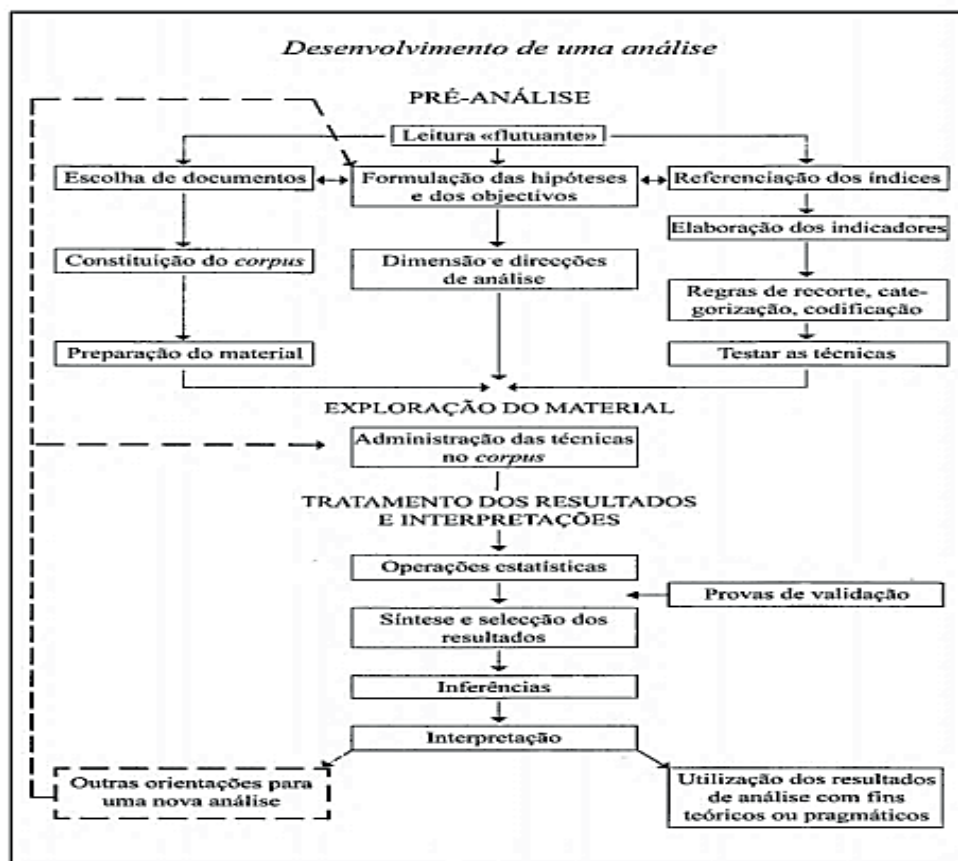 Desenvolvimento de uma análise
PRÉ-ANÁLISE
Leitura «flutuante»
Escolha de documentos
Formulação das hipóteses
e dos objectivos
Referenciação dos índices
Elaboração dos indicadores
Constituição do corpus
Dimensão e direcções
de análise
Regras de recorte, cate-
gorização, codificação
Preparação do material
Testar as técnicas
EXPLORAÇÃO DO MATERIAL
Administração das técnicas
no corpus
TRATAMENTO DOS RESULTADOS
E INTERPRETAÇÕES
Operações estatísticas
Provas de validação
Síntese e selecção dos
resultados
Inferências
Interpretação
Outras orientações para
uma nova análise
Utilização dos resultados
de análise com fins
teóricos ou pragmáticos